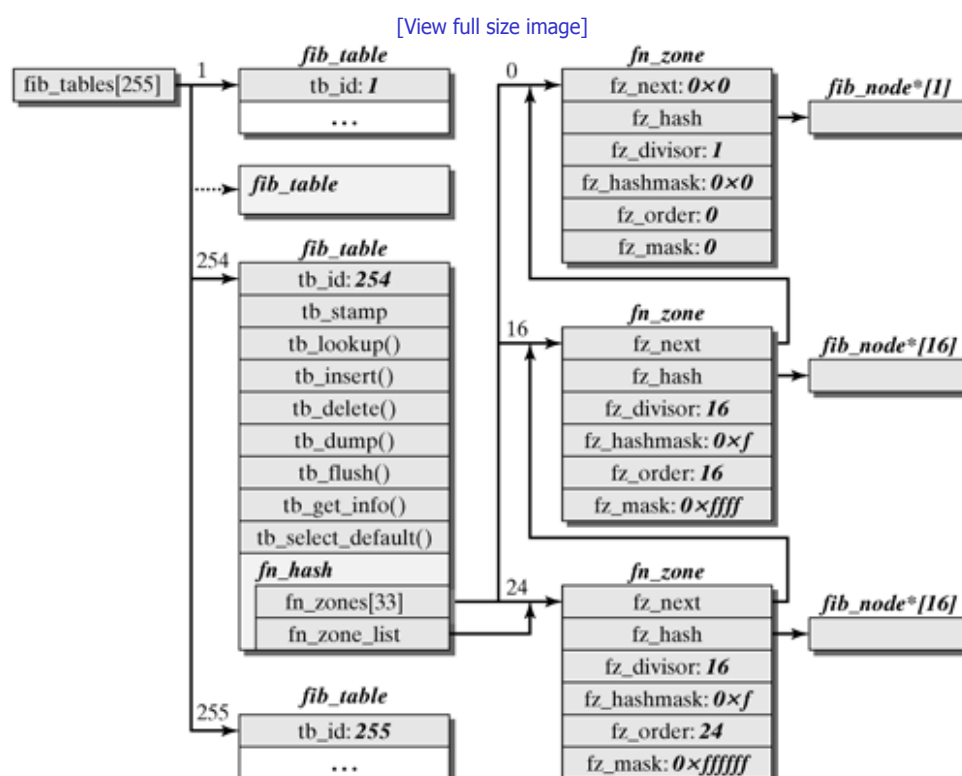 [View full size image]
fib_tables[255]
1
fib_table
tb_id: 1
...
fib_table
254
fib_table
tb_id: 254
tb_stamp
tb_lookup()
tb_insert()
tb_delete()
tb_dump()
tb_flush()
tb_get_info()
tb_select_default()
fn_hash
fn_zones[33]
fn_zone_list
255
fib_table
tb_id: 255
...
0
fn_zone
fz_next: 0×0
fz_hash
fz_divisor: 1
fz_hashmask: 0×0
fz_order: 0
fz_mask: 0
fib_node*[1]
16
fn_zone
fz_next
fz_hash
fz_divisor: 16
fz_hashmask: 0×f
fz_order: 16
fz_mask: 0×ffff
fib_node*[16]
24
fn_zone
fz_next
fz_hash
fz_divisor: 16
fz_hashmask: 0×f
fz_order: 24
fz_mask: 0×ffffff
fib_node*[16]